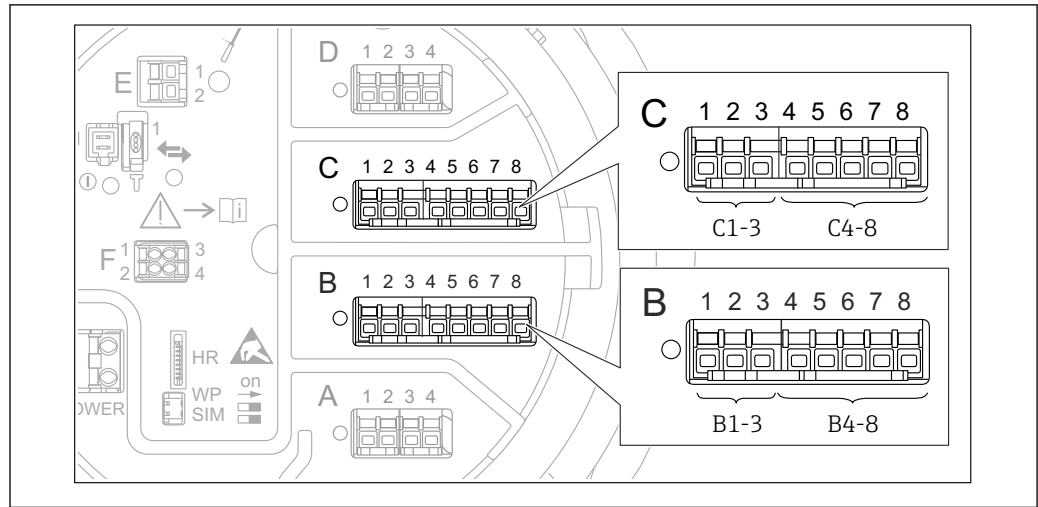 D 1 2 3 4
E 1
2
1
C 1 2 3 4 5 6 7 8
C 1 2 3 4 5 6 7 8
C1-3 C4-8
i
F 1 3
2 4
B 1 2 3 4 5 6 7 8
B 1 2 3 4 5 6 7 8
B1-3 B4-8
HR
WP on
SIM
OWER
A 1 2 3 4